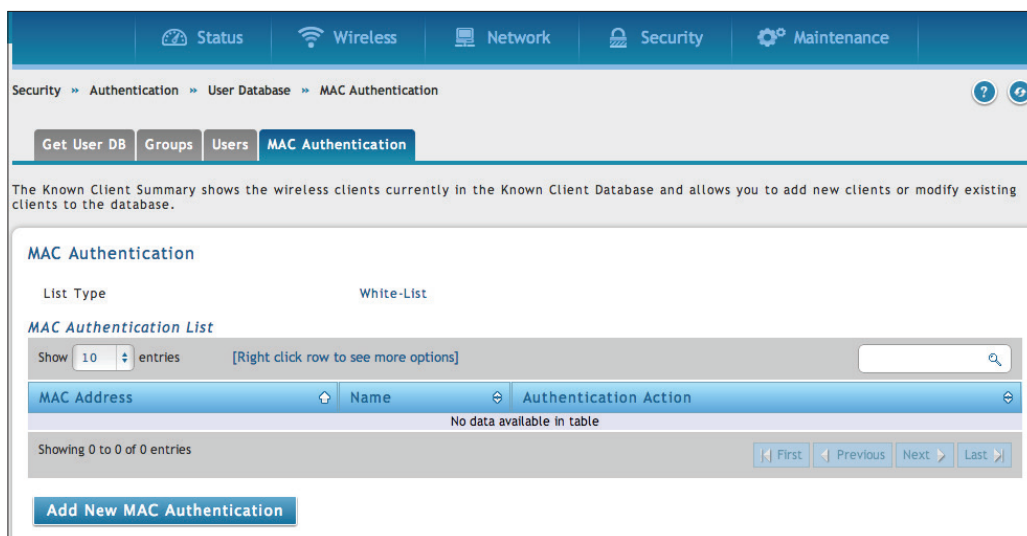 Status Wireless Network Security Maintenance
Security » Authentication » User Database » MAC Authentication ?
Get User DB Groups Users MAC Authentication
The Known Client Summary shows the wireless clients currently in the Known Client Database and allows you to add new clients or modify existing
clients to the database.
MAC Authentication
List Type White-List
MAC Authentication List
Show 10 entries [Right click row to see more options]
MAC Address Name Authentication Action
No data available in table
Showing 0 to 0 of 0 entries First Previous Next Last
Add New MAC Authentication